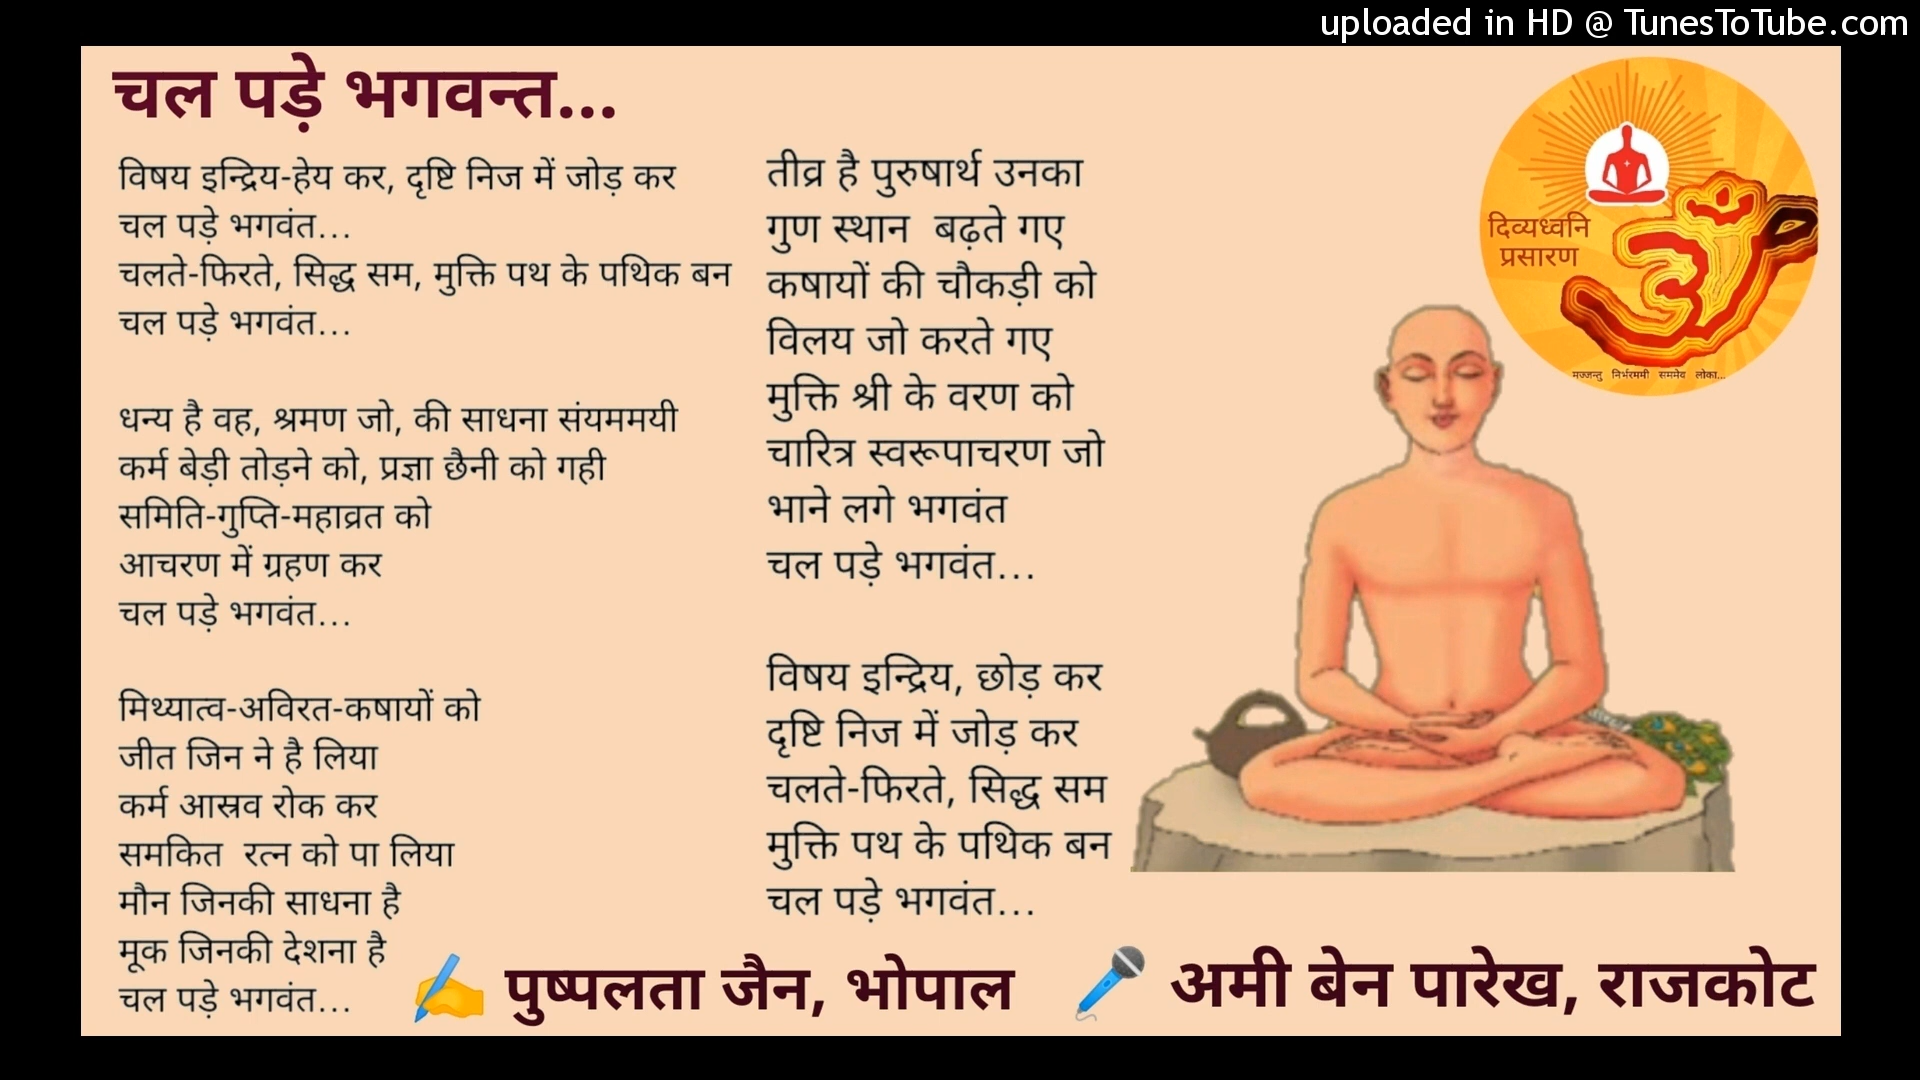 uploaded in HD @ TunesToTube.com
चल पड़े भगवन्त...
विषय इन्द्रिय-हेय कर, दृष्टि निज में जोड़ कर
चल पड़े भगवंत...
चलते-फिरते, सिद्ध सम, मुक्ति पथ के पथिक बन
चल पड़े भगवंत...
धन्य है वह, श्रमण जो, की साधना संयममयी
कर्म बेड़ी तोड़ने को, प्रज्ञा छैनी को गही
समिति-गुप्ति-महाव्रत को
आचरण में ग्रहण कर
चल पड़े भगवंत...
मिथ्यात्व-अविरत-कषायों को
जीत जिन ने है लिया
कर्म आस्रव रोक कर
समकित रत्न को पा लिया
मौन जिनकी साधना है
मूक जिनकी देशना है
चल पड़े भगवंत...
तीव्र है पुरुषार्थ उनका
गुण स्थान बढ़ते गए
कषायों की चौकड़ी को
विलय जो करते गए
मुक्ति श्री के वरण को
चारित्र स्वरूपाचरण जो
भाने लगे भगवंत
चल पड़े भगवंत...
विषय इन्द्रिय, छोड़ कर
दृष्टि निज में जोड़ कर
चलते-फिरते, सिद्ध सम
मुक्ति पथ के पथिक बन
चल पड़े भगवंत...
दिव्यध्वनि
प्रसारण
मज्जन्तु निर्भरममी सममेव लोका...
✍ पुष्पलता जैन, भोपाल
🎤 अमी बेन पारेख, राजकोट